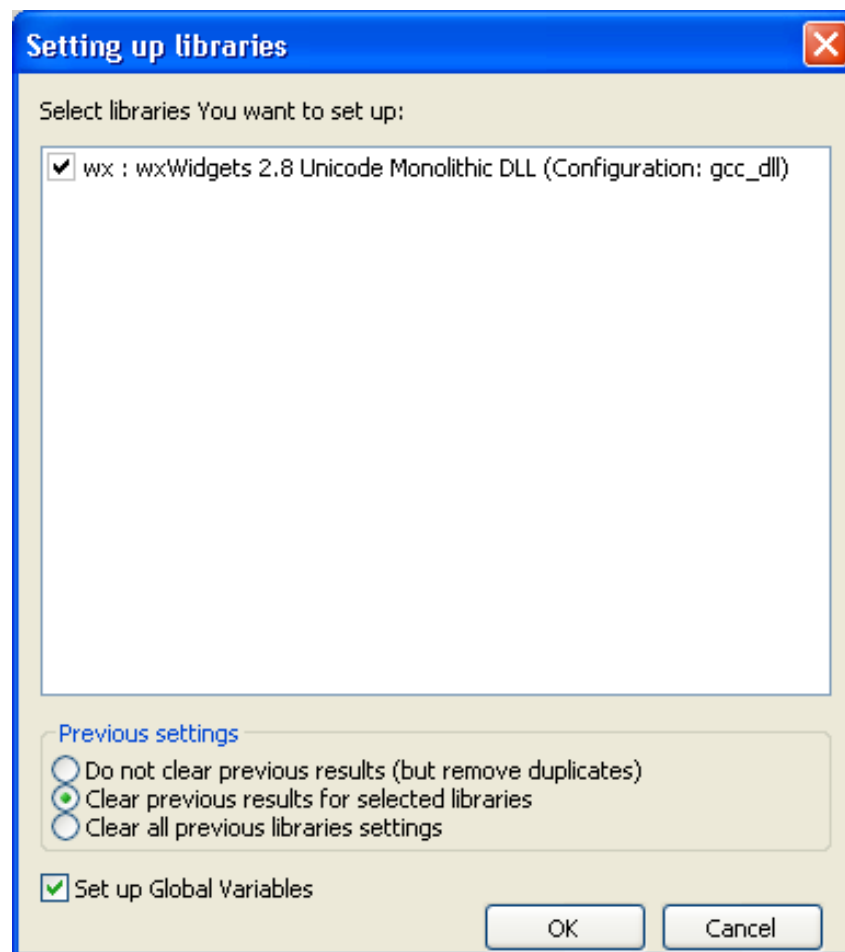 Setting up libraries
Select libraries You want to set up:
wx : wxWidgets 2.8 Unicode Monolithic DLL (Configuration: gcc_dll)
Previous settings
Do not clear previous results (but remove duplicates)
Clear previous results for selected libraries
Clear all previous libraries settings
Set up Global Variables
OK Cancel